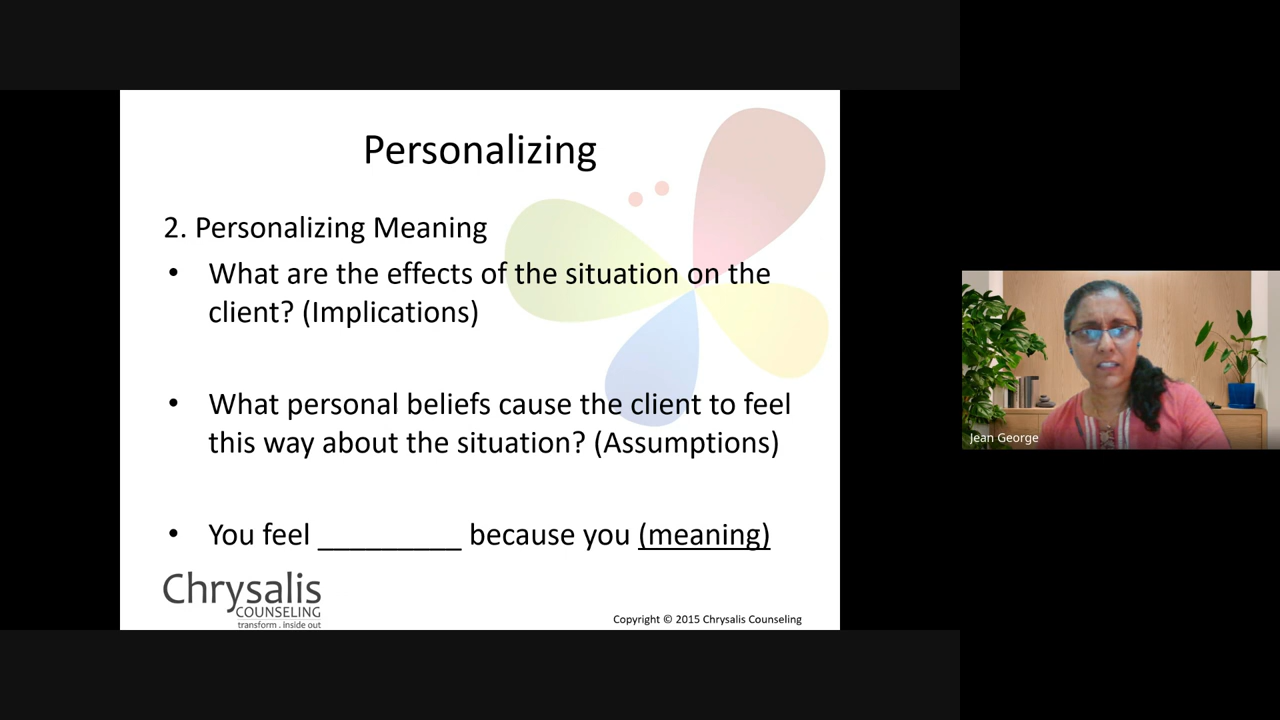 Personalizing
2. Personalizing Meaning
• What are the effects of the situation on the
client? (Implications)
• What personal beliefs cause the client to feel
this way about the situation? (Assumptions)
• You feel _________ because you (meaning)
Chrysalis
COUNSELING
transform . inside out
Copyright © 2015 Chrysalis Counseling
Jean George